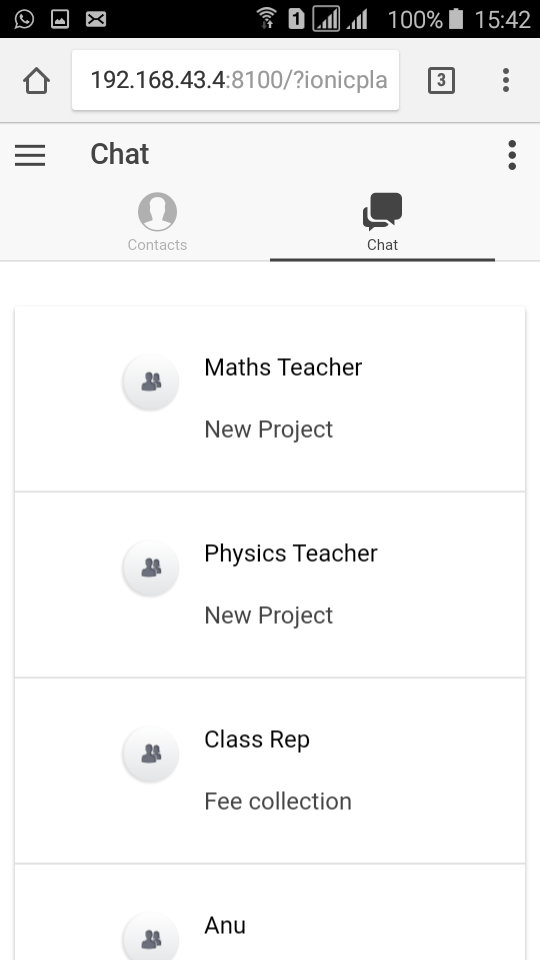 1 100% 15:42
192.168.43.4:8100/?ionicpla 3
Chat
Contacts Chat
Maths Teacher
New Project
Physics Teacher
New Project
Class Rep
Fee collection
Anu